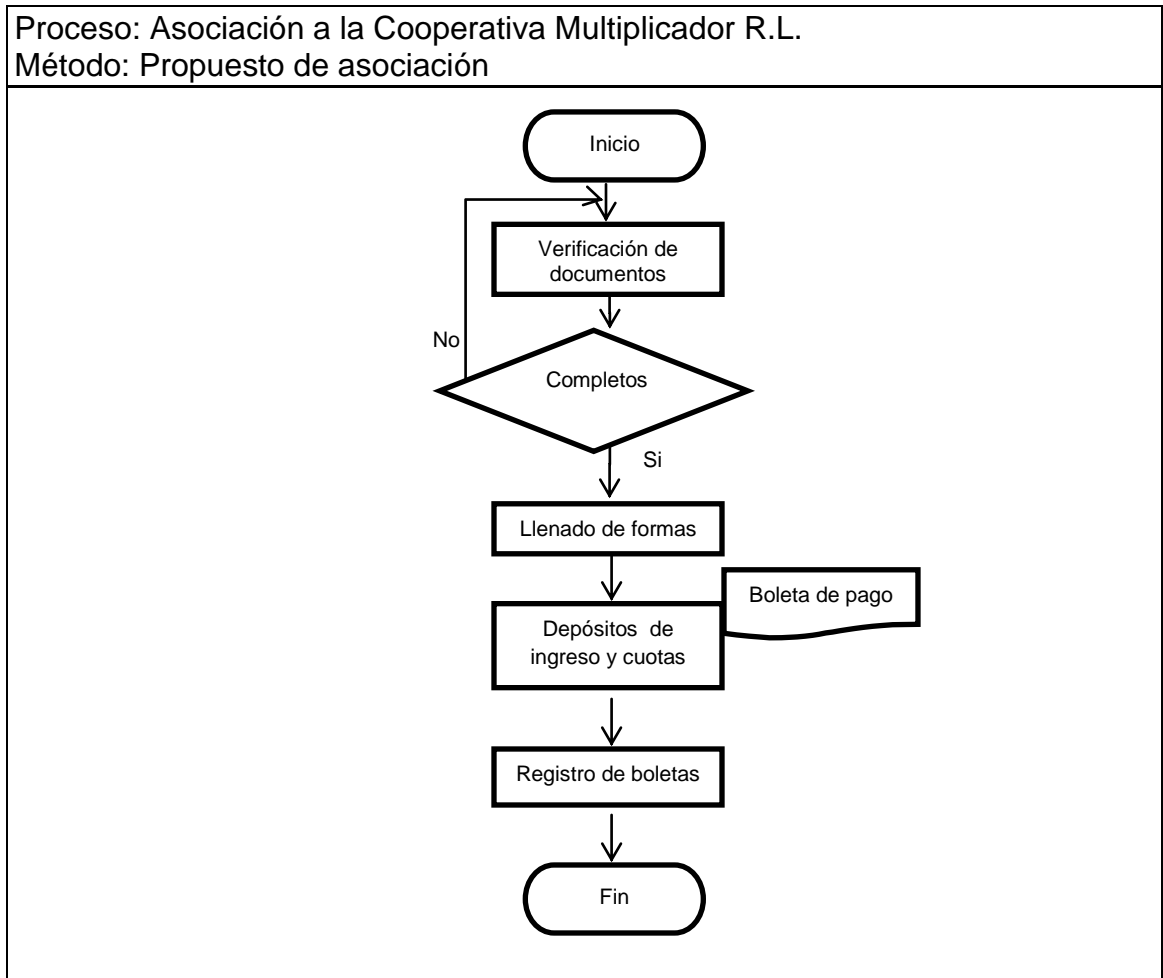 Proceso: Asociación a la Cooperativa Multiplicador R.L.
Método: Propuesto de asociación
Inicio
Verificación de
documentos
No
Completos
Si
Llenado de formas
Boleta de pago
Depósitos de
ingreso y cuotas
Registro de boletas
Fin